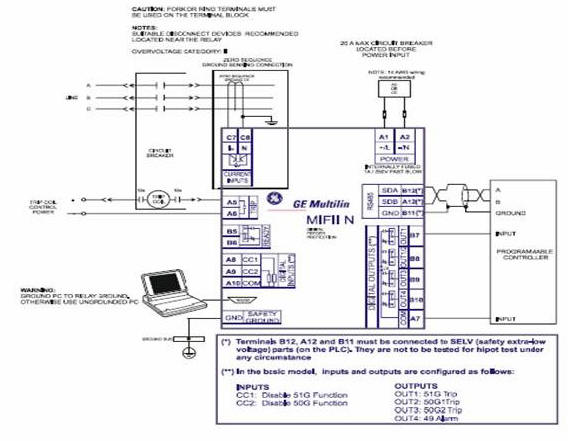 CAUTION: FORK OR RING TERMINALS MUST
BE USED ON THE TERMINAL BLOCK
NOTES:
SUITABLE DISCONNECT DEVICES RECOMMENDED
LOCATED NEAR THE RELAY
OVERVOLTAGE CATEGORY: II
ZERO SEQUENCE
GROUND SENSING CONNECTION
20 A MAX CIRCUIT BREAKER
LOCATED BEFORE
POWER INPUT
NOTE: 14 AWG wiring
recommended
LINE
A
B
C
CIRCUIT
BREAKER
C7 C8
CURRENT
INPUTS
A1 A2
+/L -/N
POWER
INTERNALLY FUSED
TRIP COIL
CONTROL
POWER
52a
TRIP
COIL
52a
A5
A6
TRIP
B5
B6
READY
GE Multilin
MIFII N
A8 CC1
A9 CC2
A10 COM
DIGITAL
INPUTS (**)
RS485
SDA B12(*)
SDB A12(*)
GND B11(*)
A
B
GROUND
INPUT
PROGRAMABLE
CONTROLLER
INPUT
DIGITAL OUTPUTS (**)
OUT1
OUT2
OUT3
OUT4
COM
B7
B8
B9
B10
A7
WARNING:
GROUND PC TO RELAY GROUND,
OTHERWISE USE UNGROUNDED PC
GND
SAFETY
GROUND
GROUND BUS
(*) Terminals B12, A12 and B11 must be connected to SELV (safety extra-low
voltage) parts (on the PLC). They are not to be tested for hipot test under
any circumstance
(**) In the basic model, inputs and outputs are configured as follows:
INPUTS
CC1: Disable 51G Function
CC2: Disable 50G Function
OUTPUTS
OUT1: 51G Trip
OUT2: 50G1Trip
OUT3: 50G2 Trip
OUT4: 49 Alarm